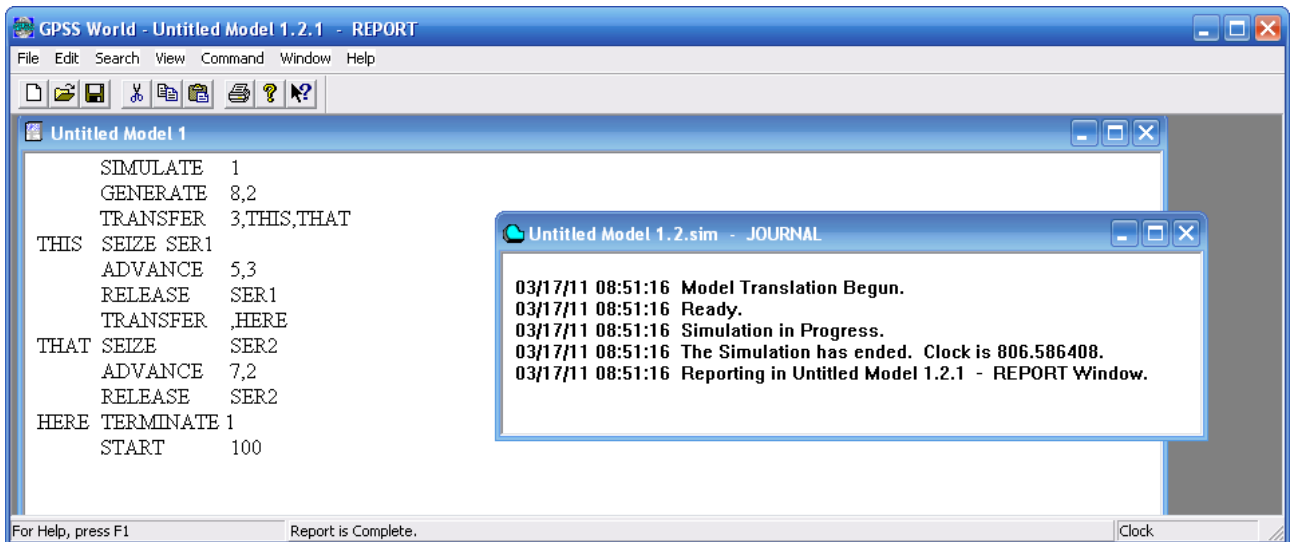 GPSS World - Untitled Model 1.2.1 - REPORT
File Edit Search View Command Window Help
Untitled Model 1
SIMULATE 1
GENERATE 8,2
TRANSFER 3,THIS,THAT
THIS SEIZE SER1
ADVANCE 5,3
RELEASE SER1
TRANSFER ,HERE
THAT SEIZE SER2
ADVANCE 7,2
RELEASE SER2
HERE TERMINATE 1
START 100
Untitled Model 1.2.sim - JOURNAL
03/17/11 08:51:16 Model Translation Begun.
03/17/11 08:51:16 Ready.
03/17/11 08:51:16 Simulation in Progress.
03/17/11 08:51:16 The Simulation has ended. Clock is 806.586408.
03/17/11 08:51:16 Reporting in Untitled Model 1.2.1 - REPORT Window.
For Help, press F1 Report is Complete. Clock